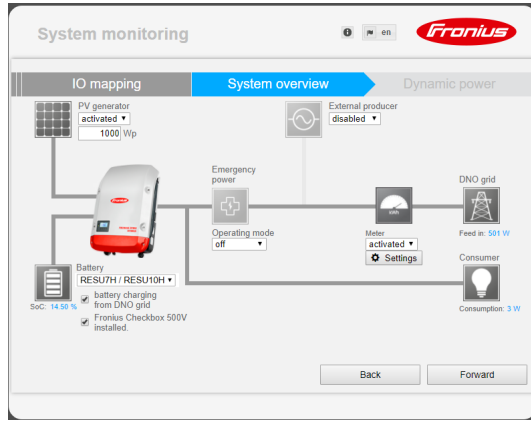 System monitoring
en
Fronius
IO mapping
System overview
Dynamic power
PV generator
activated
1000 Wp
External producer
disabled
Emergency
power
Operating mode
off
Fronius
Meter
activated
Settings
kWh
DNO grid
Feed in: 501 W
Consumer
Consumption: 3 W
Battery
RESU7H / RESU10H
battery charging
from DNO grid
Fronius Checkbox 500V
installed.
SoC: 14.50 %
Back
Forward